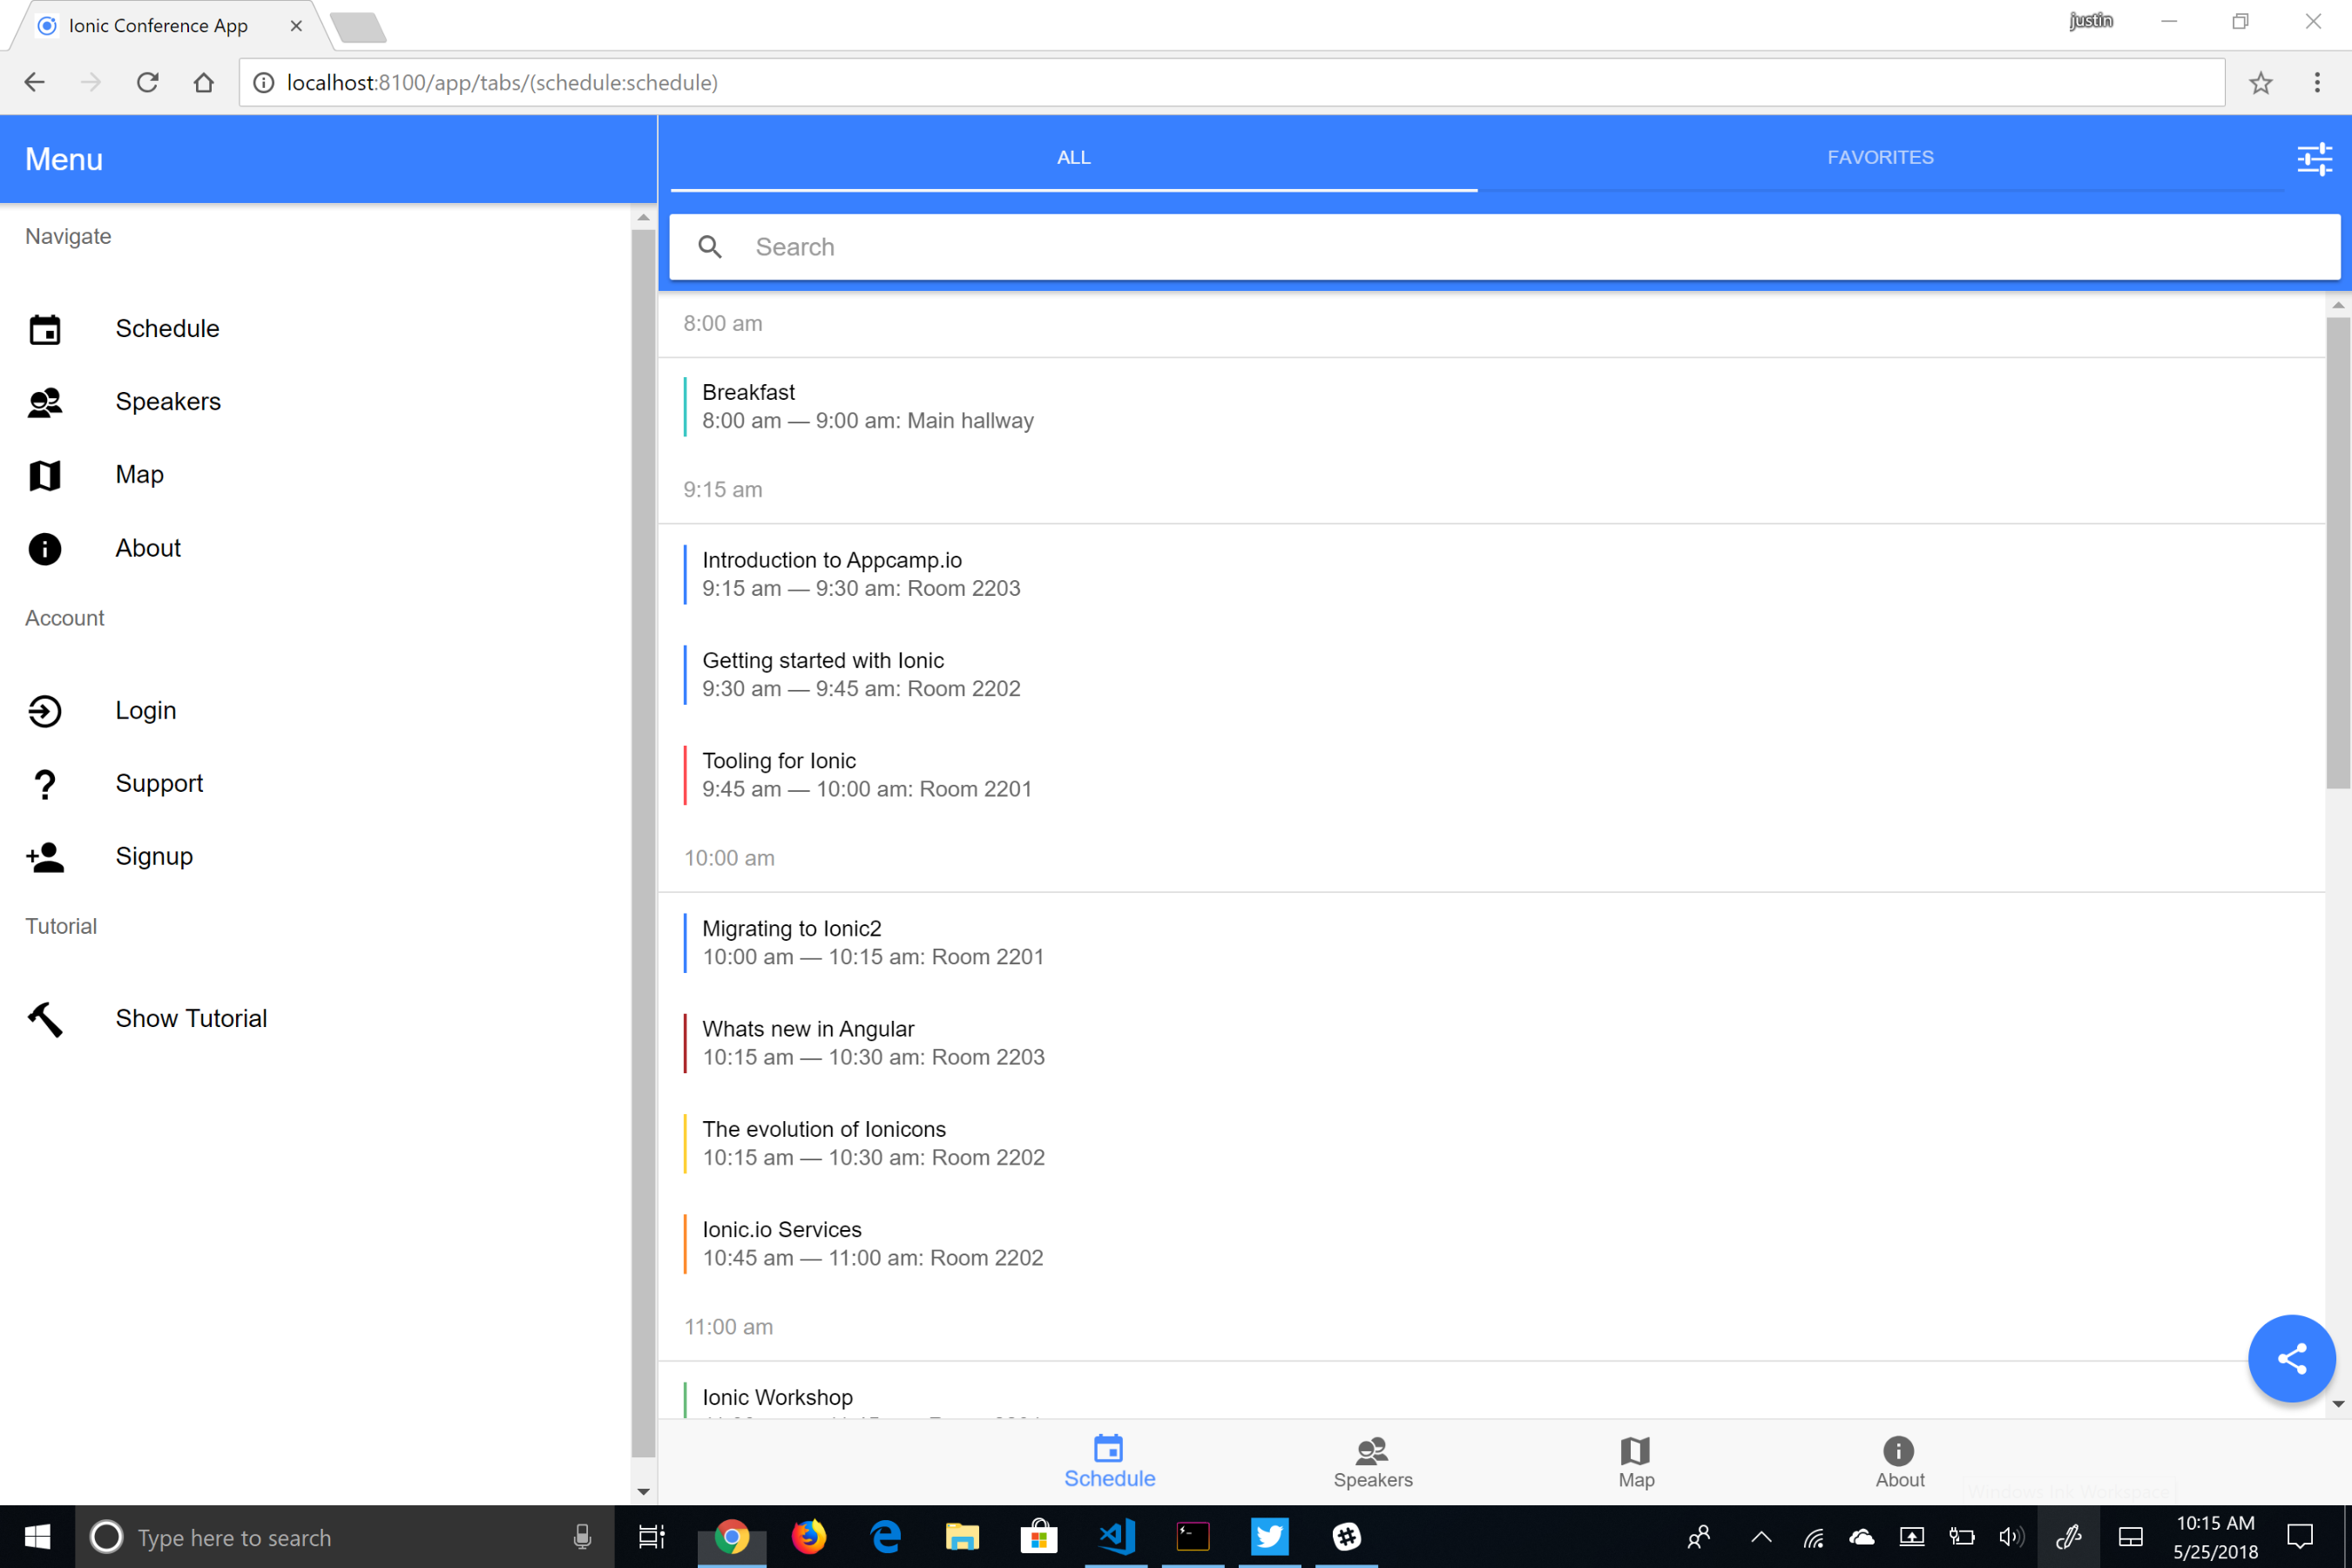 Ionic Conference App
justin
localhost:8100/app/tabs/(schedule:schedule)
Menu
Navigate
Schedule
Speakers
Map
About
Account
Login
Support
Signup
Tutorial
Show Tutorial
ALL
FAVORITES
Search
8:00 am
Breakfast
8:00 am — 9:00 am: Main hallway
9:15 am
Introduction to Appcamp.io
9:15 am — 9:30 am: Room 2203
Getting started with Ionic
9:30 am — 9:45 am: Room 2202
Tooling for Ionic
9:45 am — 10:00 am: Room 2201
10:00 am
Migrating to Ionic2
10:00 am — 10:15 am: Room 2201
Whats new in Angular
10:15 am — 10:30 am: Room 2203
The evolution of Ionicons
10:15 am — 10:30 am: Room 2202
Ionic.io Services
10:45 am — 11:00 am: Room 2202
11:00 am
Ionic Workshop
Schedule
Speakers
Map
About
Windows Ink Workspace
Type here to search
10:15 AM
5/25/2018